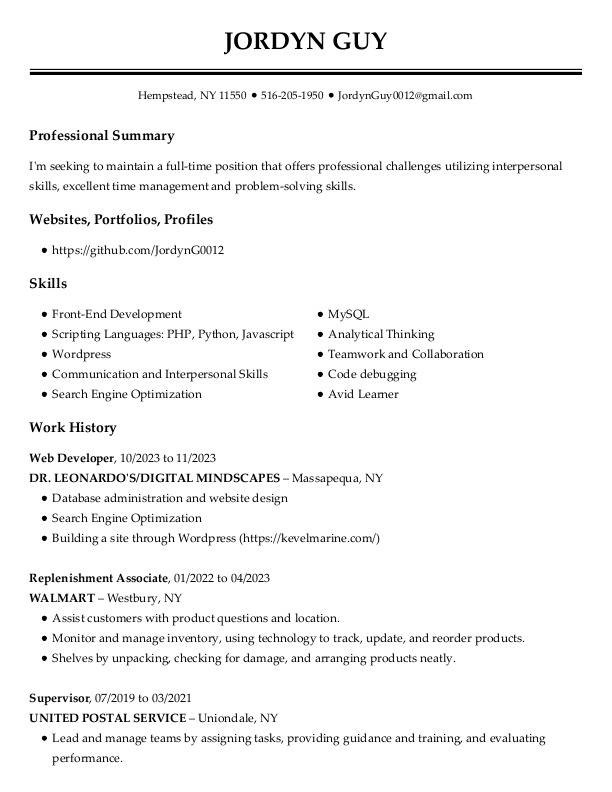 JORDYN GUY
Hempstead, NY 11550 ● 516-205-1950 ● JordynGuy0012@gmail.com
Professional Summary
I'm seeking to maintain a full-time position that offers professional challenges utilizing interpersonal
skills, excellent time management and problem-solving skills.
Websites, Portfolios, Profiles
● https://github.com/JordynG0012
Skills
● Front-End Development
● Scripting Languages: PHP, Python, Javascript
● Wordpress
● Communication and Interpersonal Skills
● Search Engine Optimization
● MySQL
● Analytical Thinking
● Teamwork and Collaboration
● Code debugging
● Avid Learner
Work History
Web Developer, 10/2023 to 11/2023
DR. LEONARDO'S/DIGITAL MINDSCAPES – Massapequa, NY
● Database administration and website design
● Search Engine Optimization
● Building a site through Wordpress (https://kevelmarine.com/)
Replenishment Associate, 01/2022 to 04/2023
WALMART – Westbury, NY
● Assist customers with product questions and location.
● Monitor and manage inventory, using technology to track, update, and reorder products.
● Shelves by unpacking, checking for damage, and arranging products neatly.
Supervisor, 07/2019 to 03/2021
UNITED POSTAL SERVICE – Uniondale, NY
● Lead and manage teams by assigning tasks, providing guidance and training, and evaluating
performance.